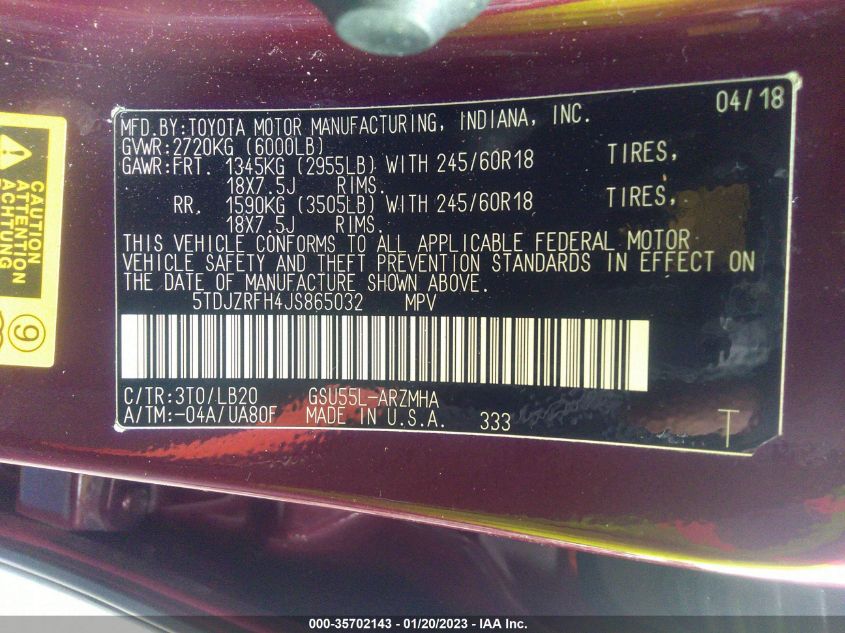 04/18
MFD.BY:TOYOTA MOTOR MANUFACTURING, INDIANA, INC.
GVWR:2720KG (6000LB)
GAWR:FRT. 1345KG (2955LB) WITH 245/60R18 TIRES,
18X7.5J RIMS.
RR. 1590KG (3505LB) WITH 245/60R18 TIRES,
18X7.5J RIMS.
THIS VEHICLE CONFORMS TO ALL APPLICABLE FEDERAL MOTOR
VEHICLE SAFETY AND THEFT PREVENTION STANDARDS IN EFFECT ON
THE DATE OF MANUFACTURE SHOWN ABOVE.
5TDJZRFH4JS865032 MPV
C/TR:3T0/LB20 GSU55L-ARZMHA
A/TM:-04A/UA80F MADE IN U.S.A. 333
T
CAUTION
ATTENTION
ACHTUNG
9
000-35702143 - 01/20/2023 - IAA Inc.